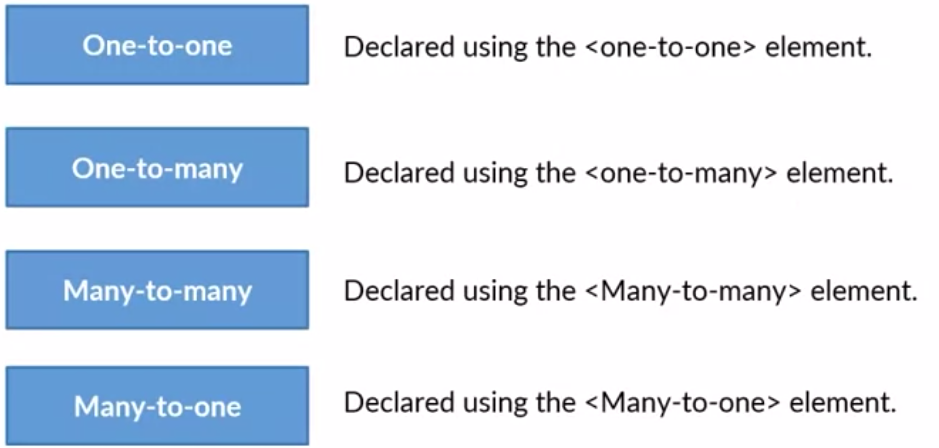 One-to-one
Declared using the <one-to-one> element.
One-to-many
Declared using the <one-to-many> element.
Many-to-many
Declared using the <Many-to-many> element.
Many-to-one
Declared using the <Many-to-one> element.